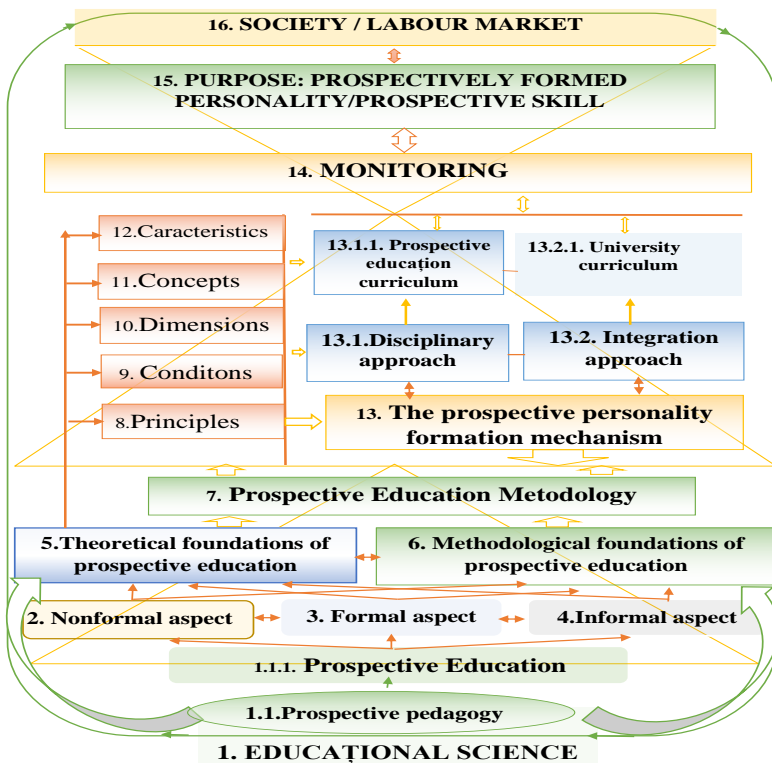 16. SOCIETY / LABOUR MARKET
15. PURPOSE: PROSPECTIVELY FORMED
PERSONALITY/PROSPECTIVE SKILL
14. MONITORING
12.Caracteristics
11.Concepts
10.Dimensions
9. Conditons
8.Principles
13.1.1. Prospective
education
curriculum
13.2.1. University
curriculum
13.1.Disciplinary
approach
13.2. Integration
approach
13. The prospective personality
formation mechanism
7. Prospective Education Metodology
5.Theoretical foundations of
prospective education
6. Methodological foundations of
prospective education
2. Nonformal aspect
3. Formal aspect
4.Informal aspect
1.1.1. Prospective Education
1.1.Prospective pedagogy
1. EDUCAȚIONAL SCIENCE